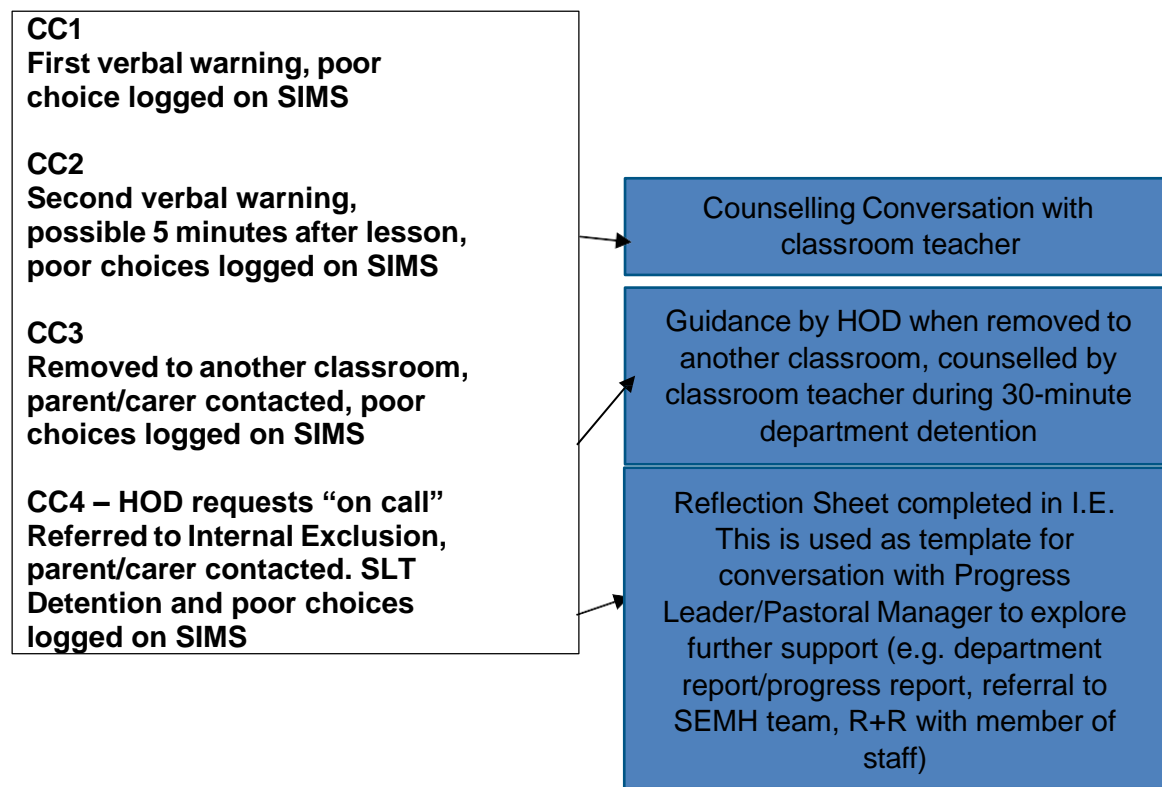 CC1
First verbal warning, poor
choice logged on SIMS
CC2
Second verbal warning,
possible 5 minutes after lesson,
poor choices logged on SIMS
CC3
Removed to another classroom,
parent/carer contacted, poor
choices logged on SIMS
CC4 – HOD requests “on call”
Referred to Internal Exclusion,
parent/carer contacted. SLT
Detention and poor choices
logged on SIMS
Counselling Conversation with
classroom teacher
Guidance by HOD when removed to
another classroom, counselled by
classroom teacher during 30-minute
department detention
Reflection Sheet completed in I.E.
This is used as template for
conversation with Progress
Leader/Pastoral Manager to explore
further support (e.g. department
report/progress report, referral to
SEMH team, R+R with member of
staff)